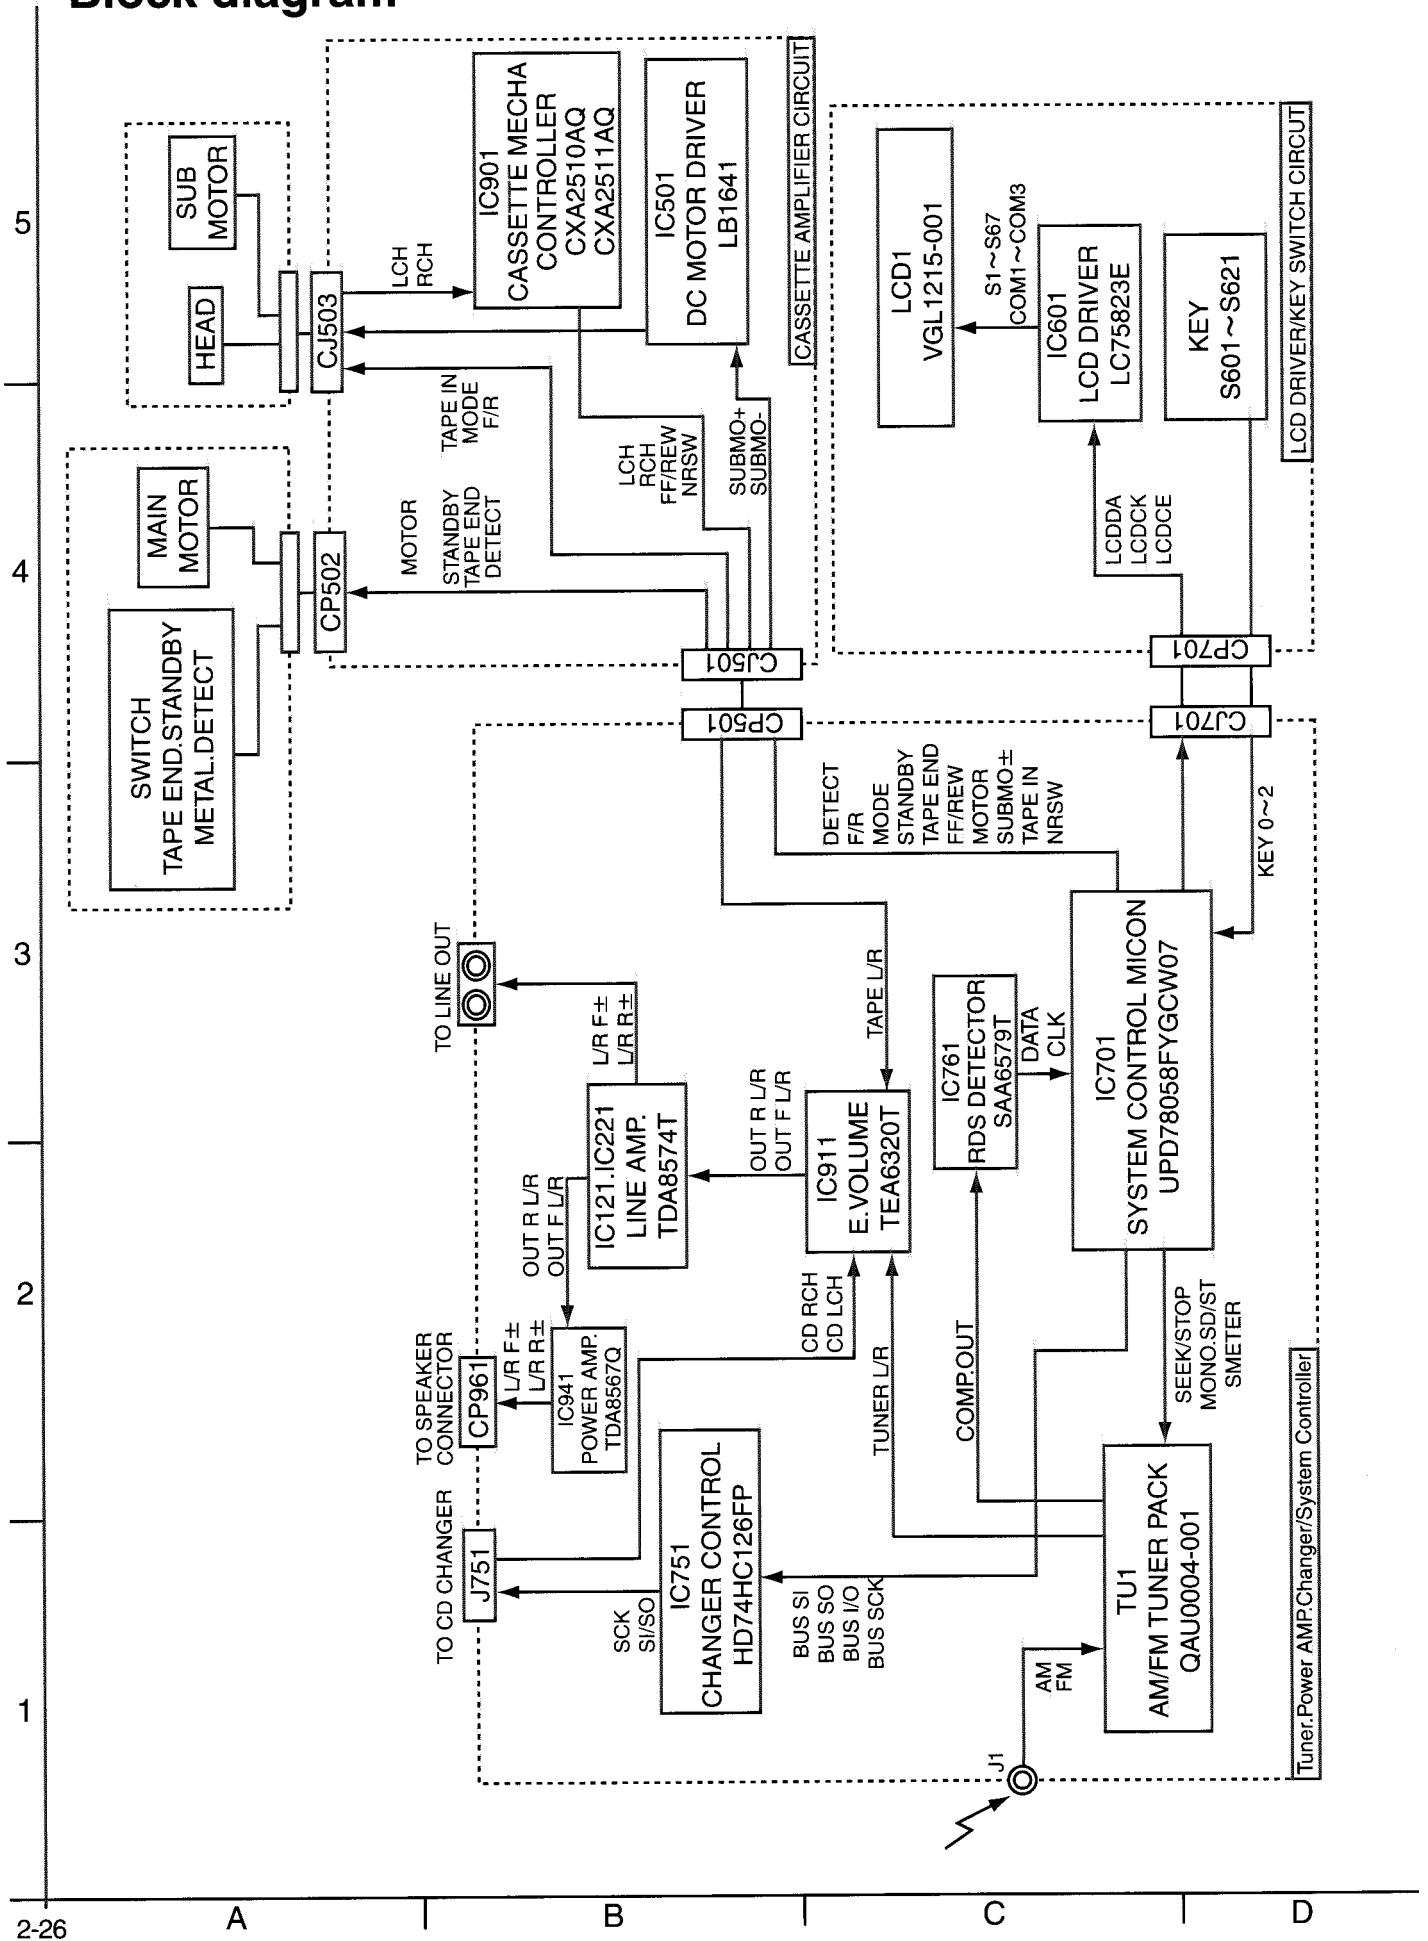 Block diagram
SUB
MOTOR
HEAD
CJ503
MAIN
MOTOR
SWITCH
TAPE END.STANDBY
METAL.DETECT
CP502
LCH
RCH
IC901
CASSETTE MECHA
CONTROLLER
CXA2510AQ
CXA2511AQ
IC501
DC MOTOR DRIVER
LB1641
CASSETTE AMPLIFIER CIRCUIT
TAPE IN
MODE
F/R
MOTOR
STANDBY
TAPE END
DETECT
LCH
RCH
FF/REW
NRSW
SUBMO+
SUBMO-
CJ501
CP501
LCD1
VGL1215-001
S1~S67
COM1~COM3
IC601
LCD DRIVER
LC75823E
KEY
S601~S621
LCD DRIVER/KEY SWITCH CIRCUT
LCDDA
LCDCK
LCDCE
CP701
CJ701
DETECT
F/R
MODE
STANDBY
TAPE END
FF/REW
MOTOR
SUBMO±
TAPE IN
NRSW
KEY 0~2
TO LINE OUT
L/R F±
L/R R±
TAPE L/R
IC761
RDS DETECTOR
SAA6579T
DATA
CLK
IC701
SYSTEM CONTROL MICON
UPD78058FYGCW07
IC121.IC221
LINE AMP.
TDA8574T
OUT R L/R
OUT F L/R
IC911
E.VOLUME
TEA6320T
OUT R L/R
OUT F L/R
TO SPEAKER
CONNECTOR
CP961
L/R F±
L/R R±
IC941
POWER AMP.
TDA8567Q
CD RCH
CD LCH
TUNER L/R
COMP.OUT
SEEK/STOP
MONO.SD/ST
SMETER
TO CD CHANGER
J751
SCK
SI/SO
IC751
CHANGER CONTROL
HD74HC126FP
BUS SI
BUS SO
BUS I/O
BUS SCK
TU1
AM/FM TUNER PACK
QAU0004-001
AM
FM
J1
Tuner.Power AMP.Changer/System Controller
5
4
3
2
1
A
B
C
D
2-26